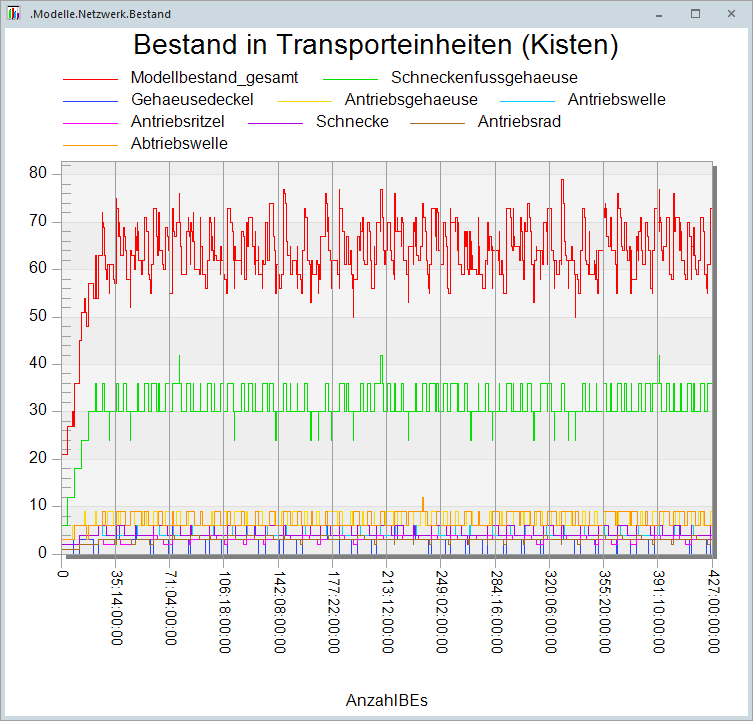 .Modelle.Netzwerk.Bestand
Bestand in Transporteinheiten (Kisten)
Modellbestand_gesamt Schneckenfussgehaeuse
Gehaeusedeckel Antriebsgehaeuse Antriebswelle
Antriebsritzel Schnecke Antriebsrad
Abtriebswelle
80
70
60
50
40
30
20
10
0
0 35:14:00:00 71:04:00:00 106:18:00:00 142:08:00:00 177:22:00:00 213:12:00:00 249:02:00:00 284:16:00:00 320:06:00:00 355:20:00:00 391:10:00:00 427:00:00:00
AnzahlBEs